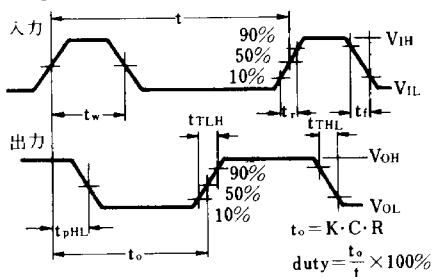 t
入力
90%
50%
10%
V_IH
V_IL
t_w
t_r
t_f
出力
t_TLH
t_THL
90%
50%
10%
V_OH
V_OL
t_pHL
t_o
t_o=K·C·R
duty=t_o/t×100%